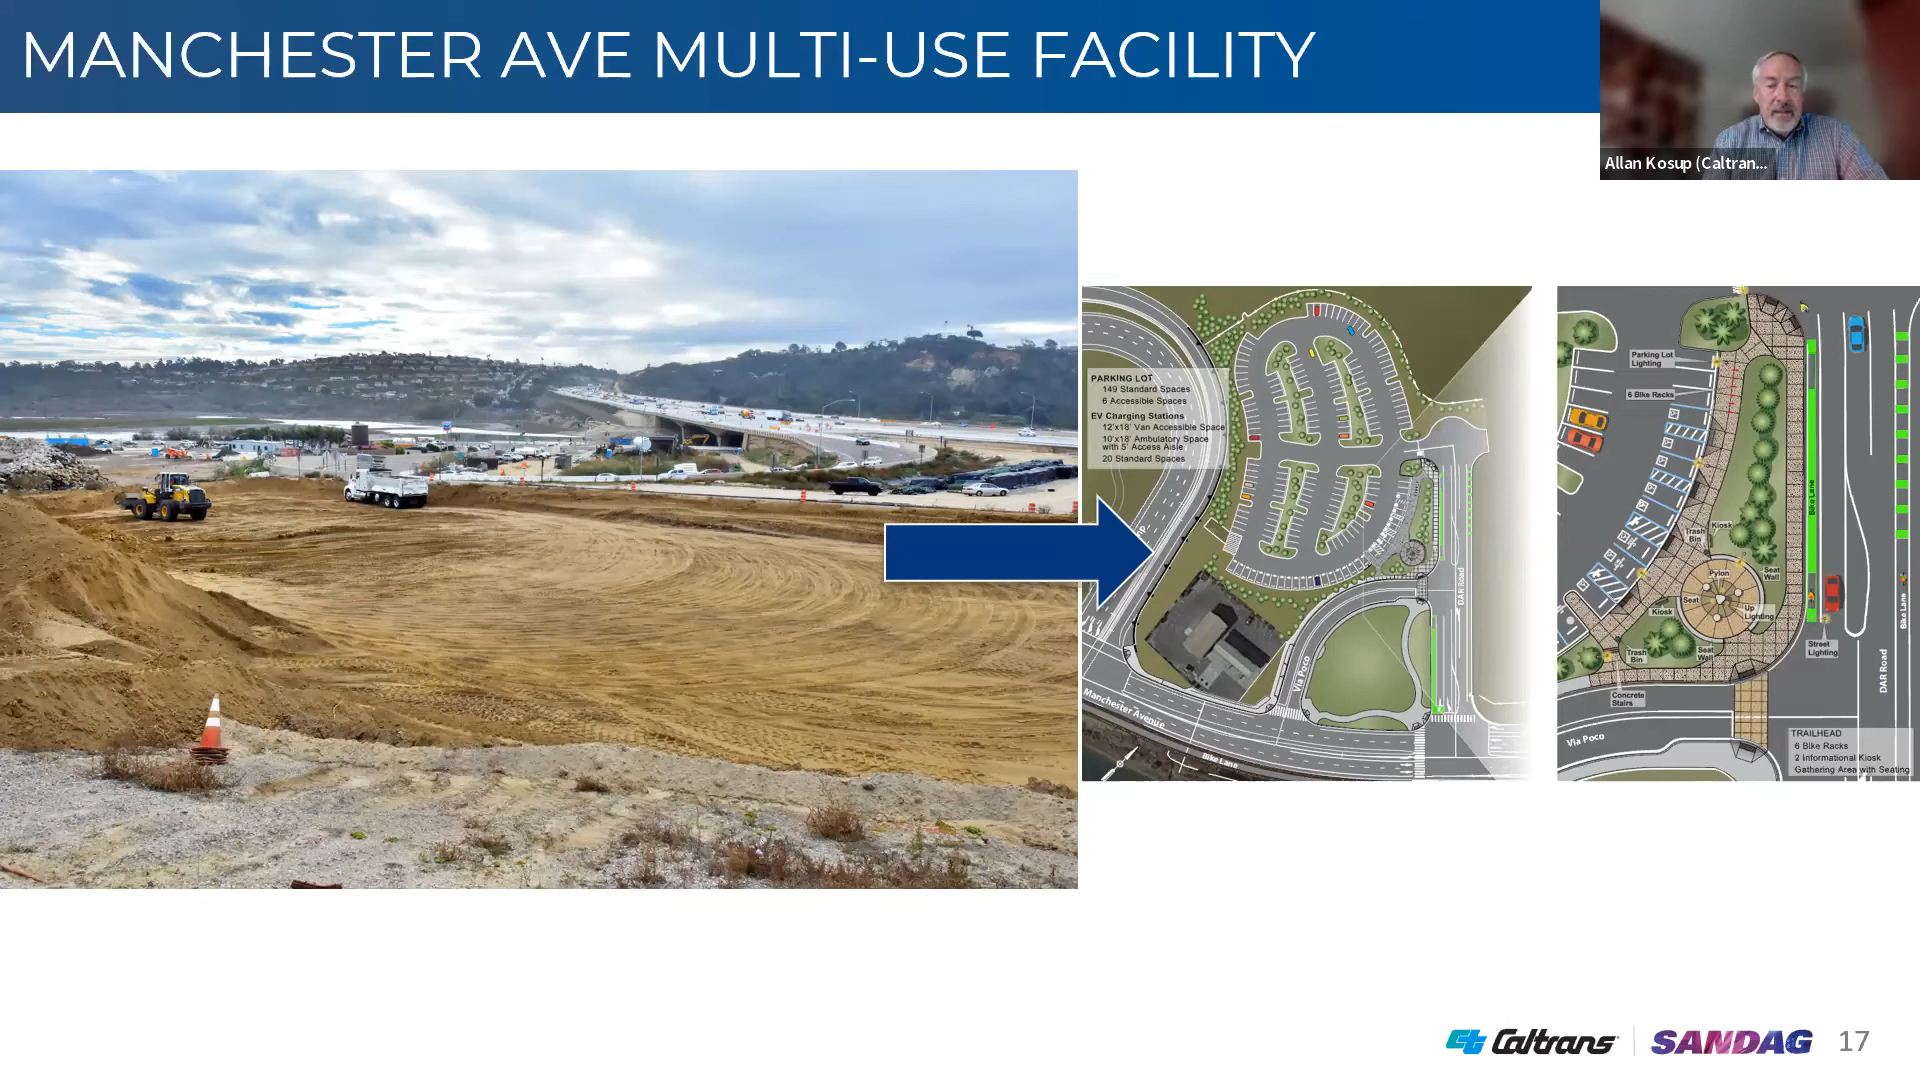 MANCHESTER AVE MULTI-USE FACILITY
Allan Kosup (Caltran...
PARKING LOT
149 Standard Spaces
6 Accessible Spaces
EV Charging Stations
12'x18' Van Accessible Space
10'x18' Ambulatory Space
with 5' Access Aisle
20 Standard Spaces
DAR Road
Via Poco
Manchester Avenue
Bike Lane
Parking Lot
Lighting
6 Bike Racks
Bike Lane
Trash
Bin
Kiosk
Pylon
Seat
Wall
Seat
Kiosk
Up
Lighting
Trash
Bin
Seat
Wall
Street
Lighting
Bike Lane
DAR Road
Concrete
Stairs
Via Poco
TRAILHEAD
6 Bike Racks
2 Informational Kiosk
Gathering Area with Seating
Caltrans
SANDAG
17